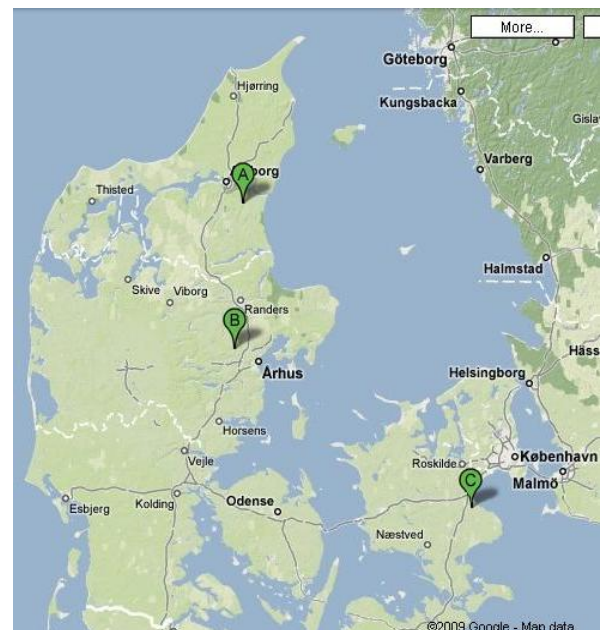 More...
Göteborg
Kungsbacka
Hjørring
Varberg
A
Thisted
Halmstad
Skive
Viborg
Randers
B
Århus
Helsingborg
Horsens
Roskilde
København
Vejle
Malmö
C
Esbjerg
Kolding
Odense
Næstved
©2009 Google - Map data